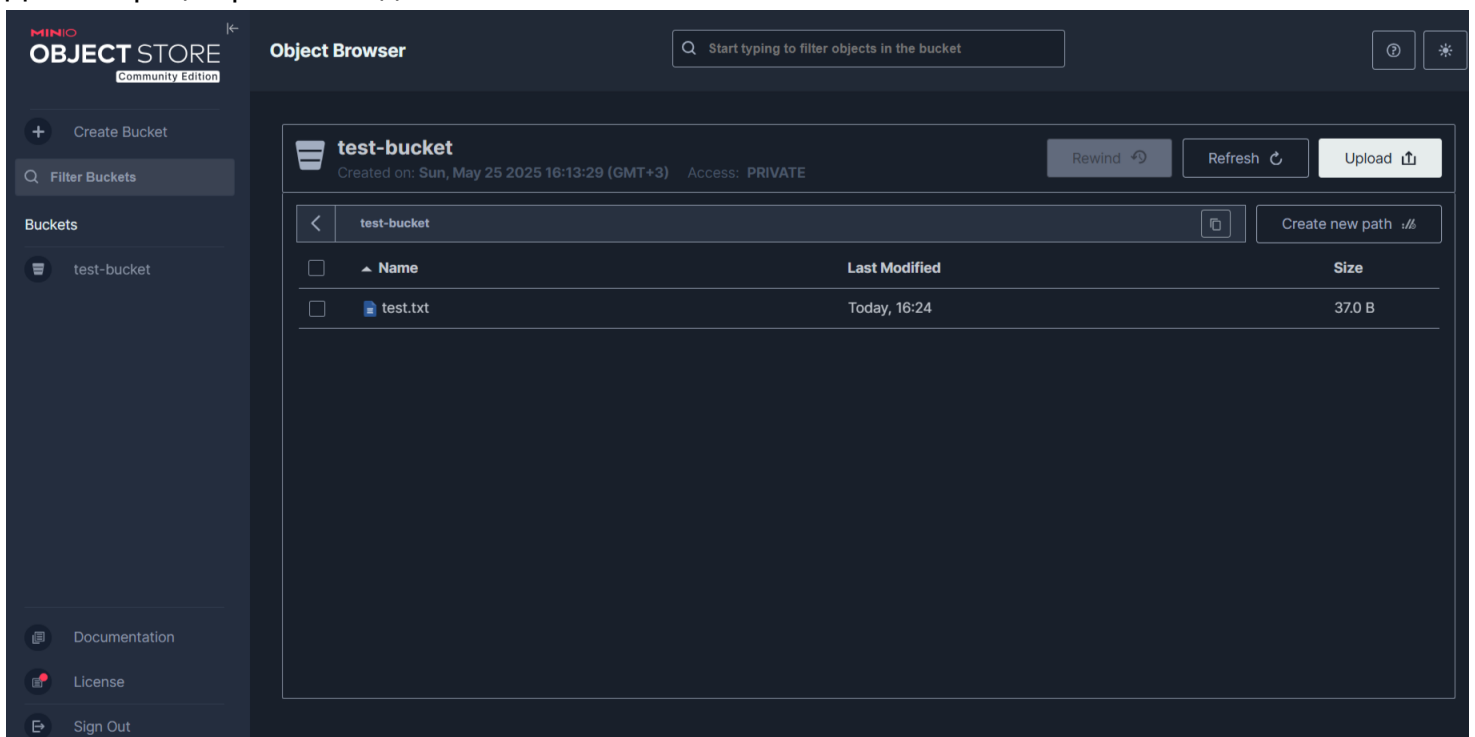 MINIO
OBJECT STORE
Community Edition
Create Bucket
Filter Buckets
Buckets
test-bucket
Documentation
License
Sign Out
Object Browser
Start typing to filter objects in the bucket
test-bucket
Created on: Sun, May 25 2025 16:13:29 (GMT+3) Access: PRIVATE
Rewind
Refresh
Upload
test-bucket
Create new path
Name Last Modified Size
test.txt Today, 16:24 37.0 B